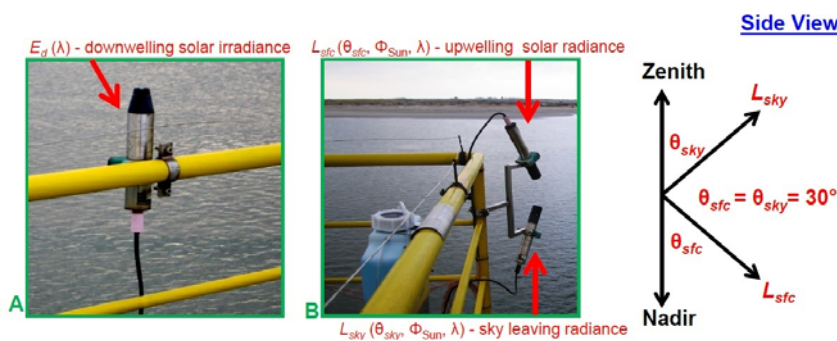 Side View
E_d (λ) - downwelling solar irradiance
L_sfc (θ_sfc, Φ_Sun, λ) - upwelling solar radiance
Zenith
L_sky
θ_sky
θ_sfc = θ_sky = 30°
θ_sfc
L_sfc
Nadir
A
B
L_sky (θ_sky, Φ_Sun, λ) - sky leaving radiance